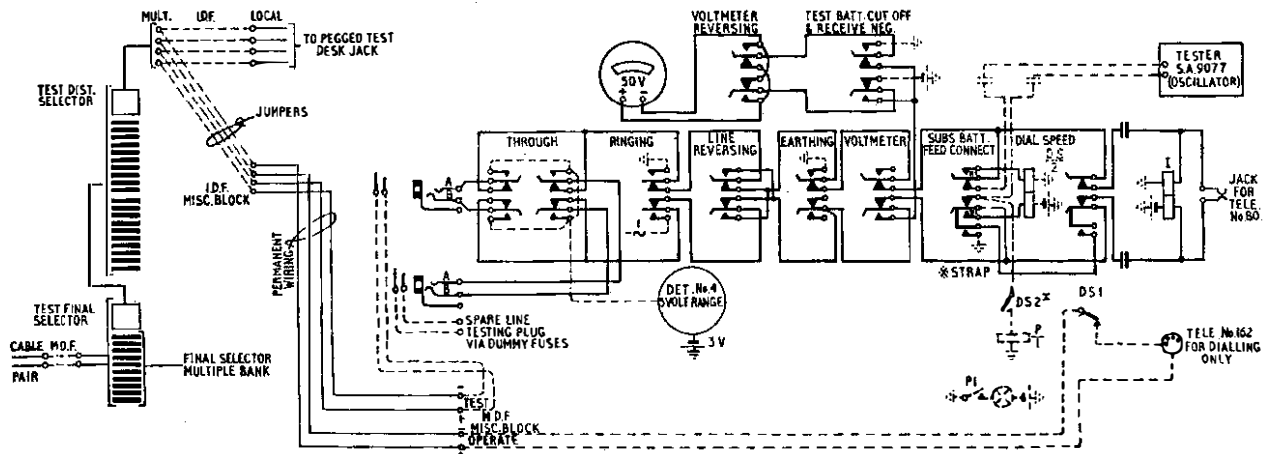 MULT. I.D.F. LOCAL
TO PEGGED TEST
DESK JACK
TEST DIST.
SELECTOR
JUMPERS
I.D.F.
MISC. BLOCK
PERMANENT
WIRING
TEST FINAL
SELECTOR
CABLE M.D.F.
PAIR
FINAL SELECTOR
MULTIPLE BANK
VOLTMETER
REVERSING
TEST BATT. CUT OFF
& RECEIVE NEG.
50V
+ −
TESTER
S.A. 9077
(OSCILLATOR)
THROUGH
RINGING
LINE
REVERSING
EARTHING
VOLTMETER
SUBS BATT.
FEED CONNECT
DIAL SPEED
A
B
I
JACK
FOR
TELE.
No 80.
A
B
DET. No. 4
5 VOLT RANGE
3V
※ STRAP
SPARE LINE
TESTING PLUG
VIA DUMMY FUSES
DS2
DS1
P
TELE No. 162
FOR DIALLING
ONLY
P1
TEST
M.D.F.
MISC. BLOCK
OPERATE